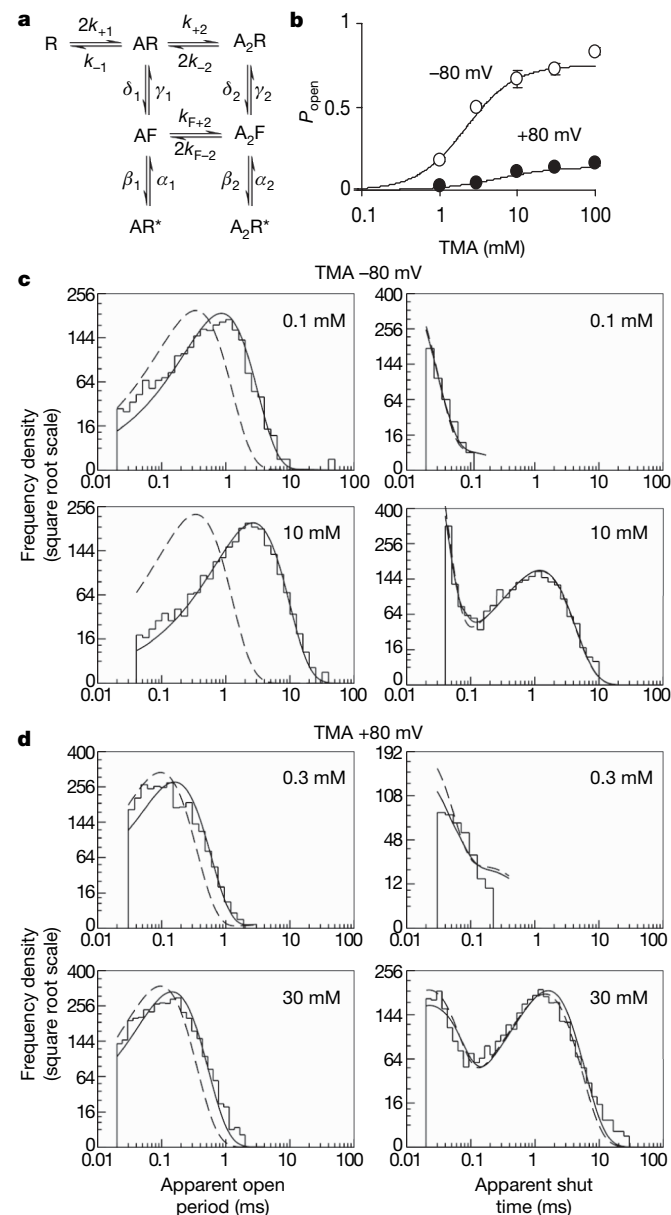 a
R
2k+1
k−1
AR
k+2
2k−2
A2R
δ1
γ1
δ2
γ2
AF
kF+2
2kF−2
A2F
β1
α1
β2
α2
AR*
A2R*
b
Popen
1
0.5
0
−80 mV
+80 mV
0.1 1 10 100
TMA (mM)
c
TMA −80 mV
Frequency density
(square root scale)
256
144
64
16
0
0.1 mM
0.01 0.1 1 10 100
400
256
144
64
16
0
0.1 mM
0.01 0.1 1 10 100
256
144
64
16
0
10 mM
0.01 0.1 1 10 100
400
256
144
64
16
0
10 mM
0.01 0.1 1 10 100
d
TMA +80 mV
Frequency density
(square root scale)
400
256
144
64
16
0
0.3 mM
0.01 0.1 1 10 100
192
108
48
12
0
0.3 mM
0.01 0.1 1 10 100
400
256
144
64
16
0
30 mM
0.01 0.1 1 10 100
Apparent open
period (ms)
256
144
64
16
0
30 mM
0.01 0.1 1 10 100
Apparent shut
time (ms)